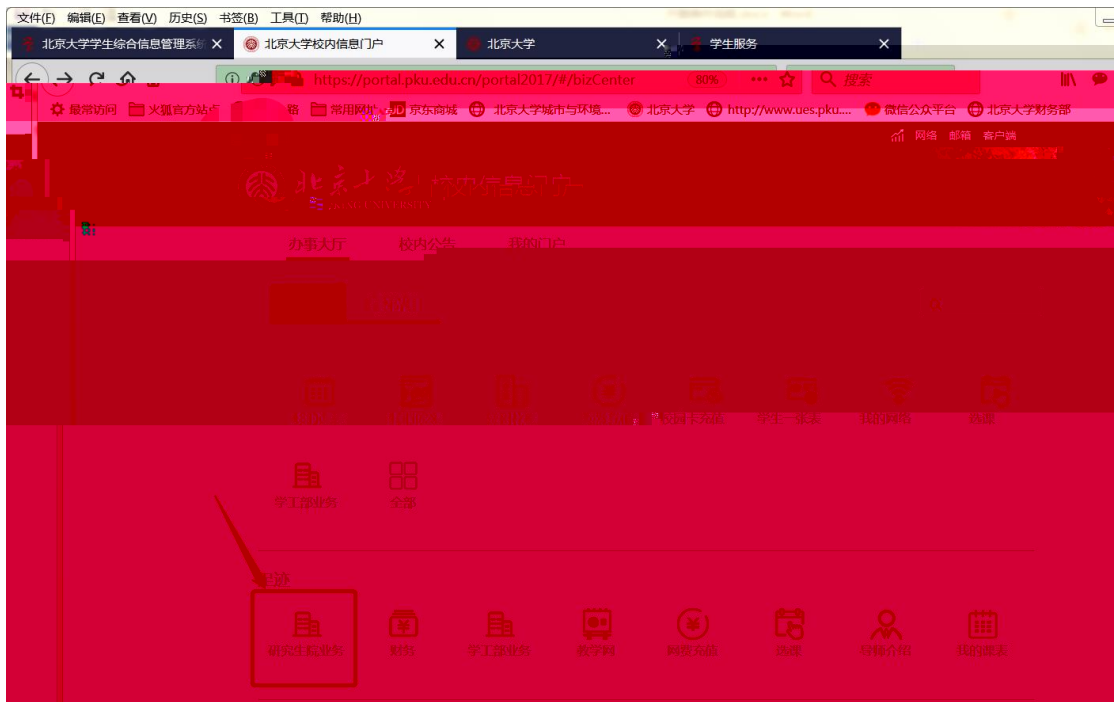 文件(F) 编辑(E) 查看(V) 历史(S) 书签(B) 工具(T) 帮助(H)
北京大学学生综合信息管理系统 北京大学校内信息门户 北京大学 学生服务
https://portal.pku.edu.cn/portal2017/#/bizCenter 80% 搜索
最常访问 火狐官方站点 常用网址 京东商城 北京大学城市与环境... 北京大学 http://www.ues.pku.... 微信公众平台 北京大学财务部
网络 邮箱 客户端
北京大学 校内信息门户
办事大厅 校内公告 我的门户
校园卡充值 学生一张表 我的网络
学工部业务 全部
足迹
研究生院业务 财务 学工部业务 教学网 网费充值 选课 导师介绍 我的课表